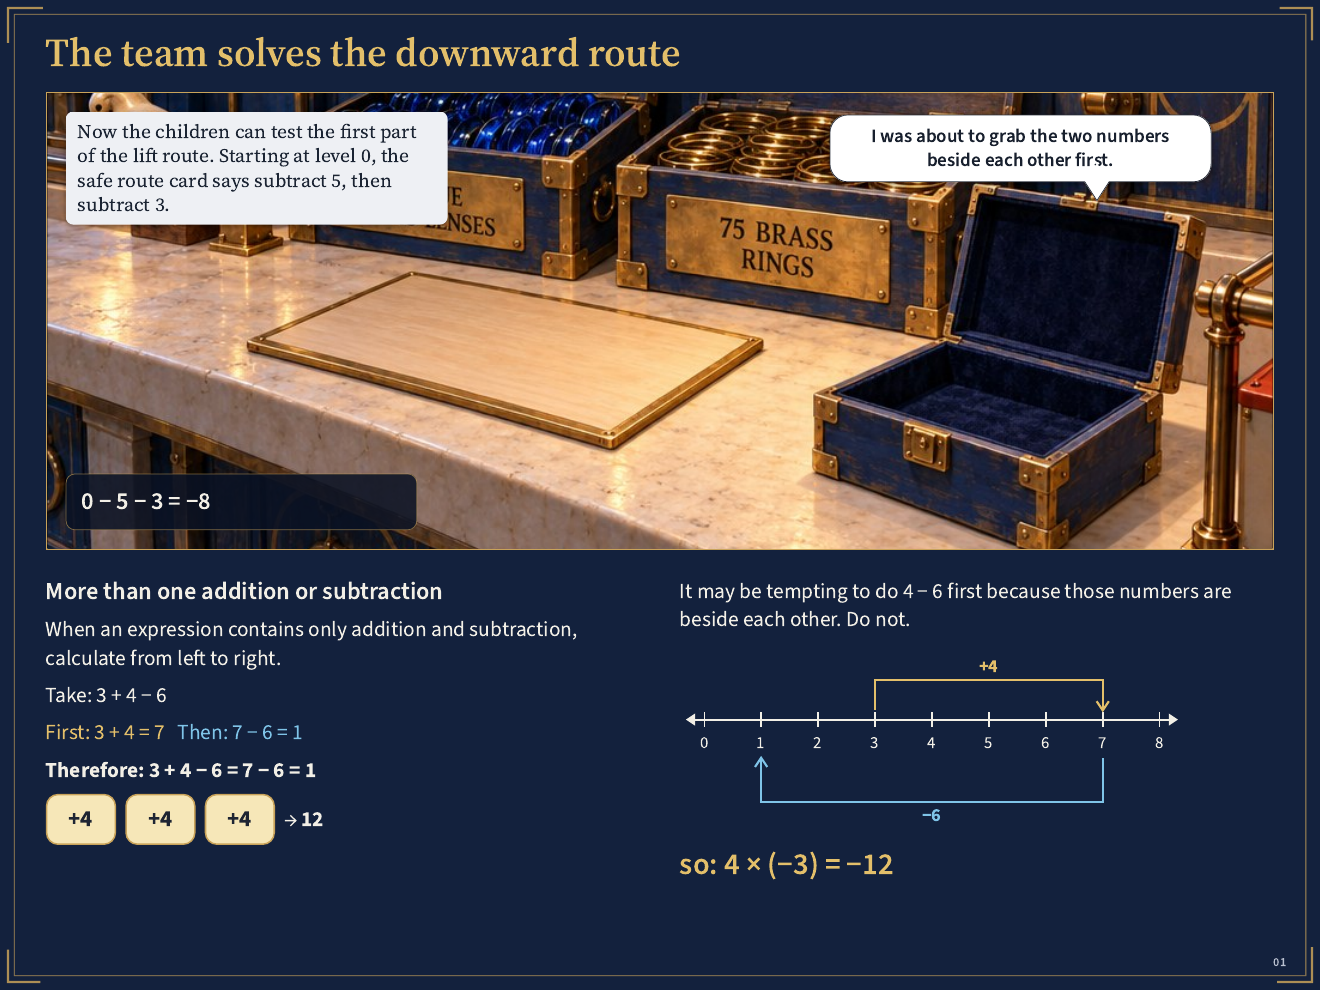 The team solves the downward route
Now the children can test the first part
of the lift route. Starting at level 0, the
safe route card says subtract 5, then
subtract 3.
I was about to grab the two numbers
beside each other first.
75 BRASS
RINGS
0 − 5 − 3 = −8
More than one addition or subtraction
When an expression contains only addition and subtraction,
calculate from left to right.
Take: 3 + 4 − 6
First: 3 + 4 = 7 Then: 7 − 6 = 1
Therefore: 3 + 4 − 6 = 7 − 6 = 1
+4 +4 +4 → 12
It may be tempting to do 4 − 6 first because those numbers are
beside each other. Do not.
+4
0 1 2 3 4 5 6 7 8
−6
so: 4 × (−3) = −12
01